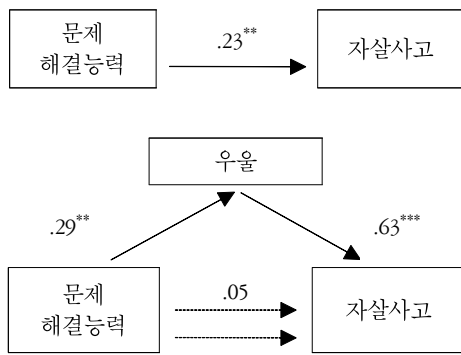 문제
해결능력
.23**
자살사고
우울
.29**
.63***
문제
해결능력
.05
자살사고